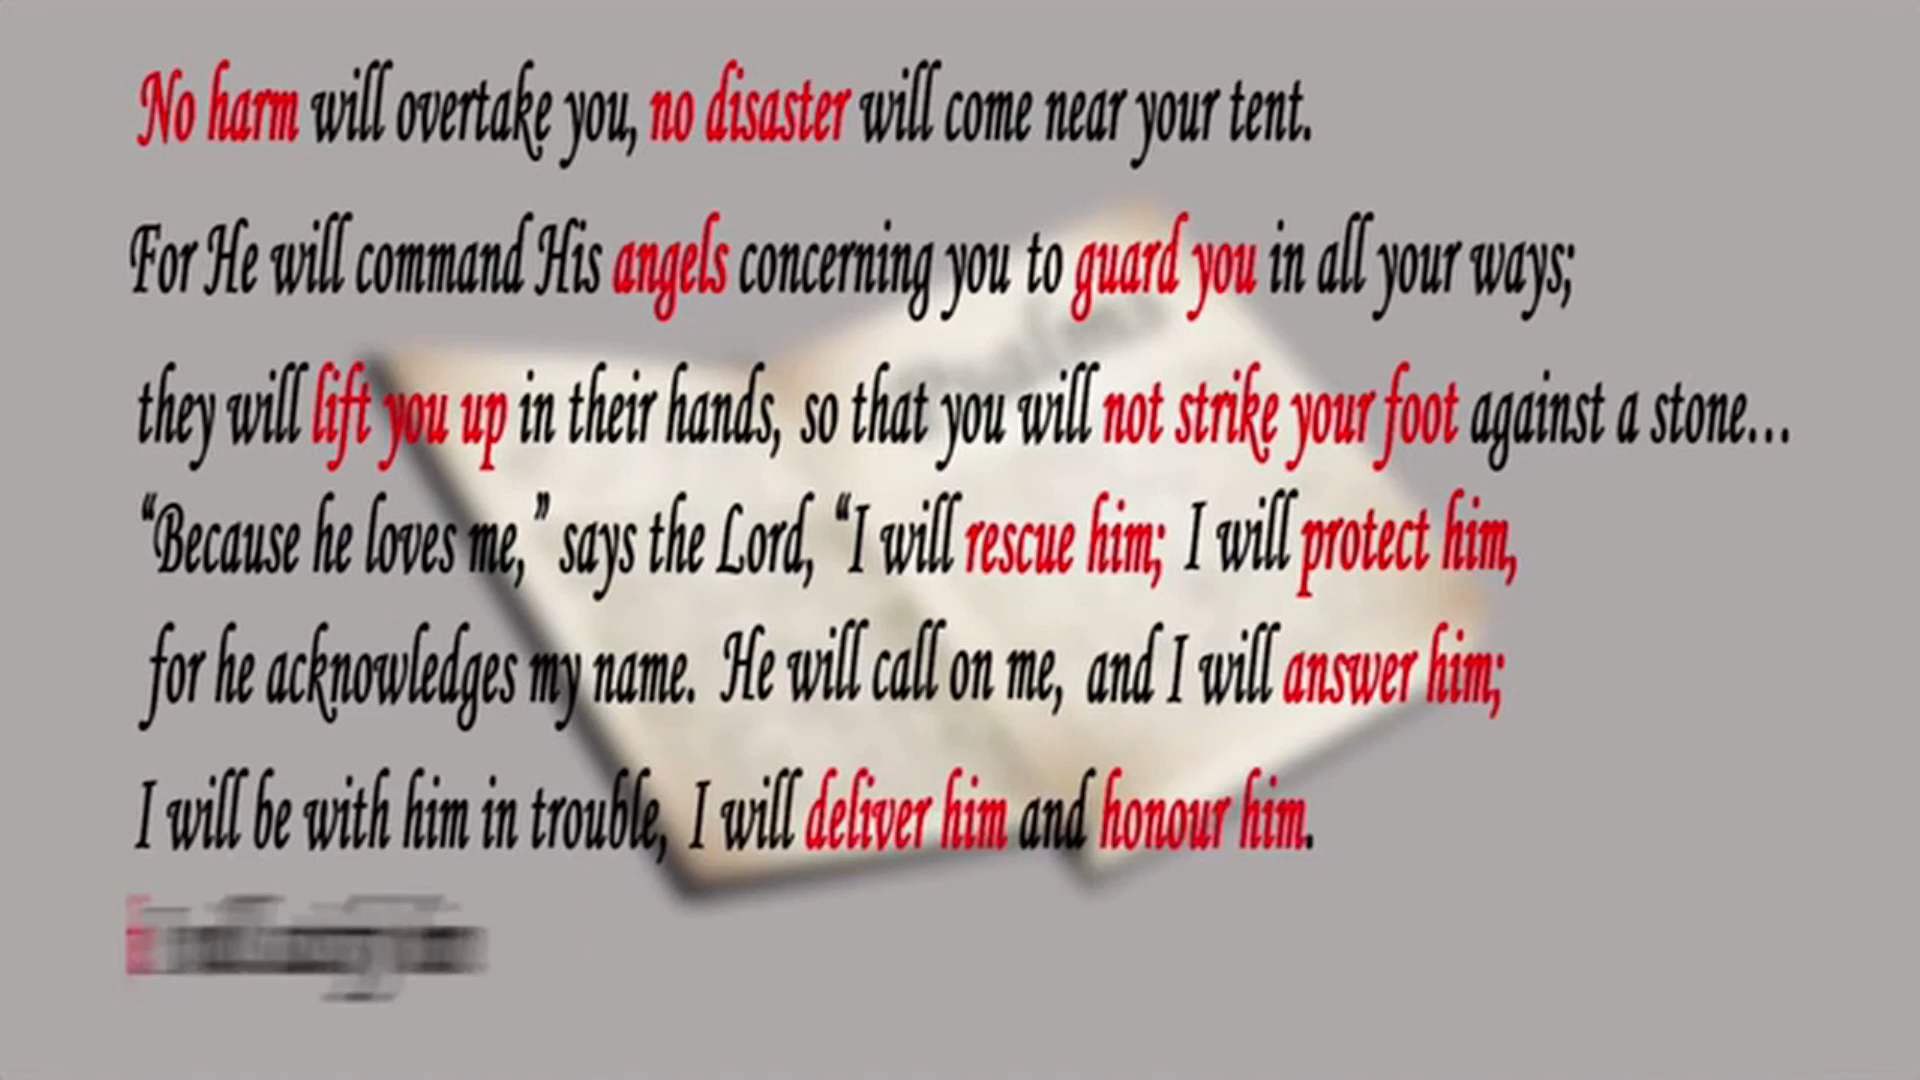 No harm will overtake you, no disaster will come near your tent.
For He will command His angels concerning you to guard you in all your ways;
they will lift you up in their hands, so that you will not strike your foot against a stone...
“Because he loves me,” says the Lord, “I will rescue him; I will protect him,
for he acknowledges my name. He will call on me, and I will answer him;
I will be with him in trouble, I will deliver him and honour him.